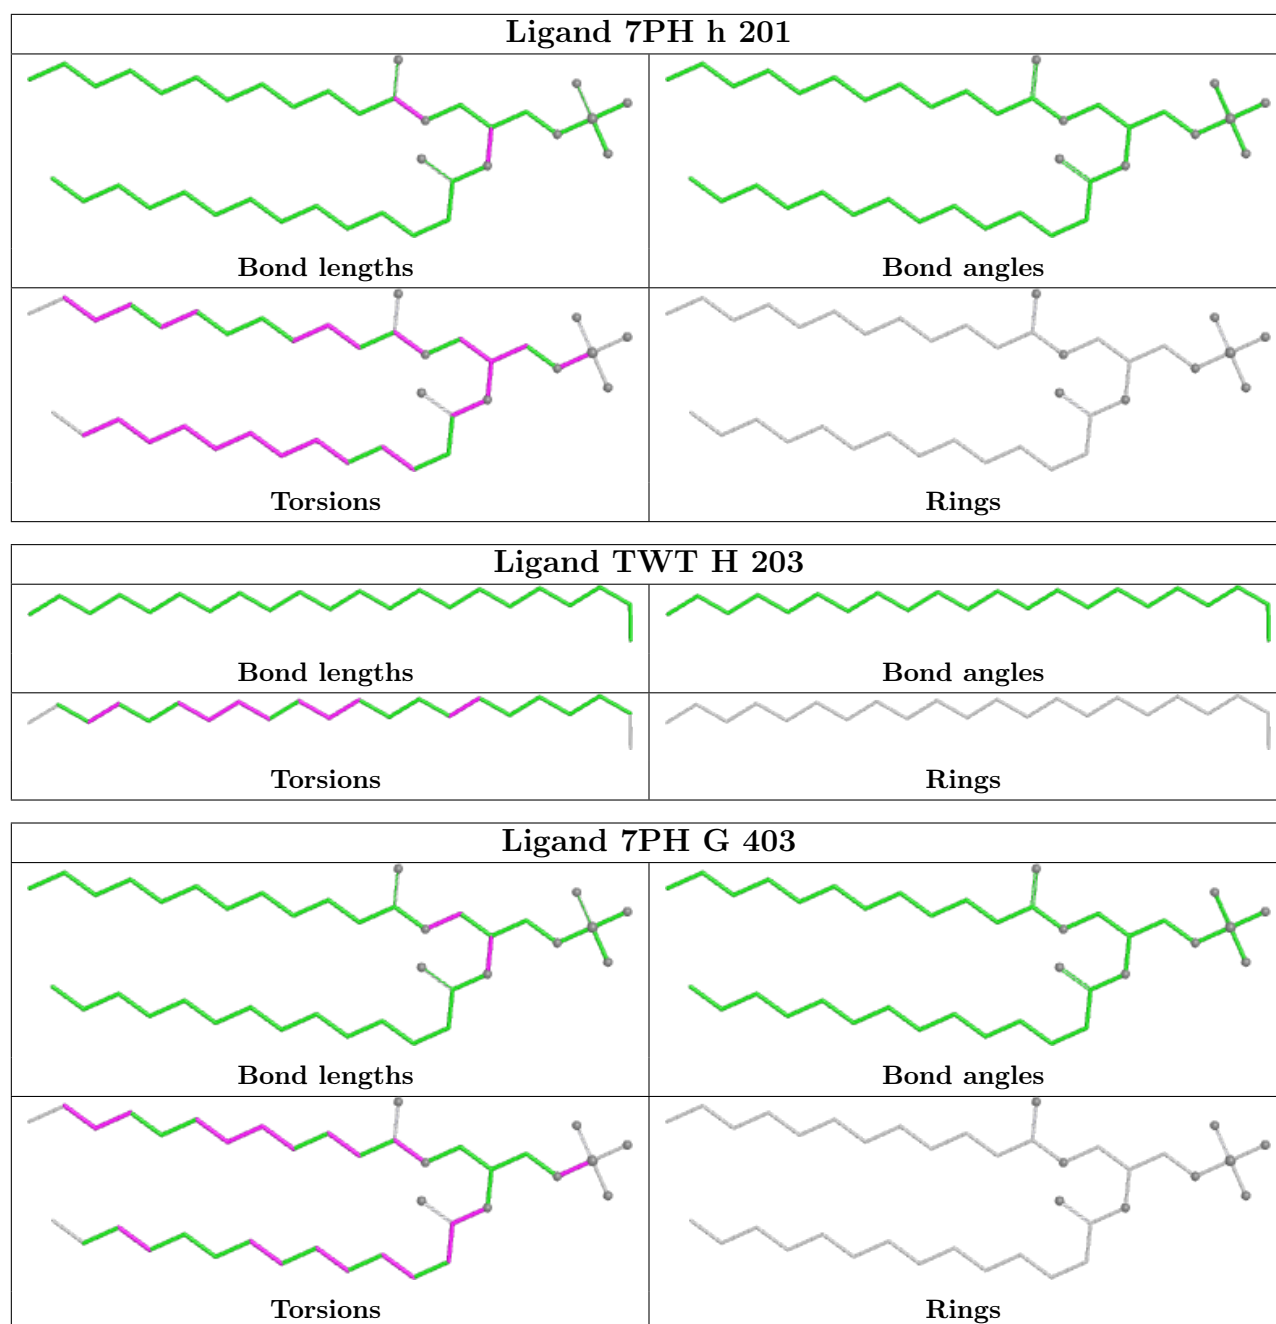 Ligand 7PH h 201
Bond lengths
Bond angles
Torsions
Rings
Ligand TWT H 203
Bond lengths
Bond angles
Torsions
Rings
Ligand 7PH G 403
Bond lengths
Bond angles
Torsions
Rings